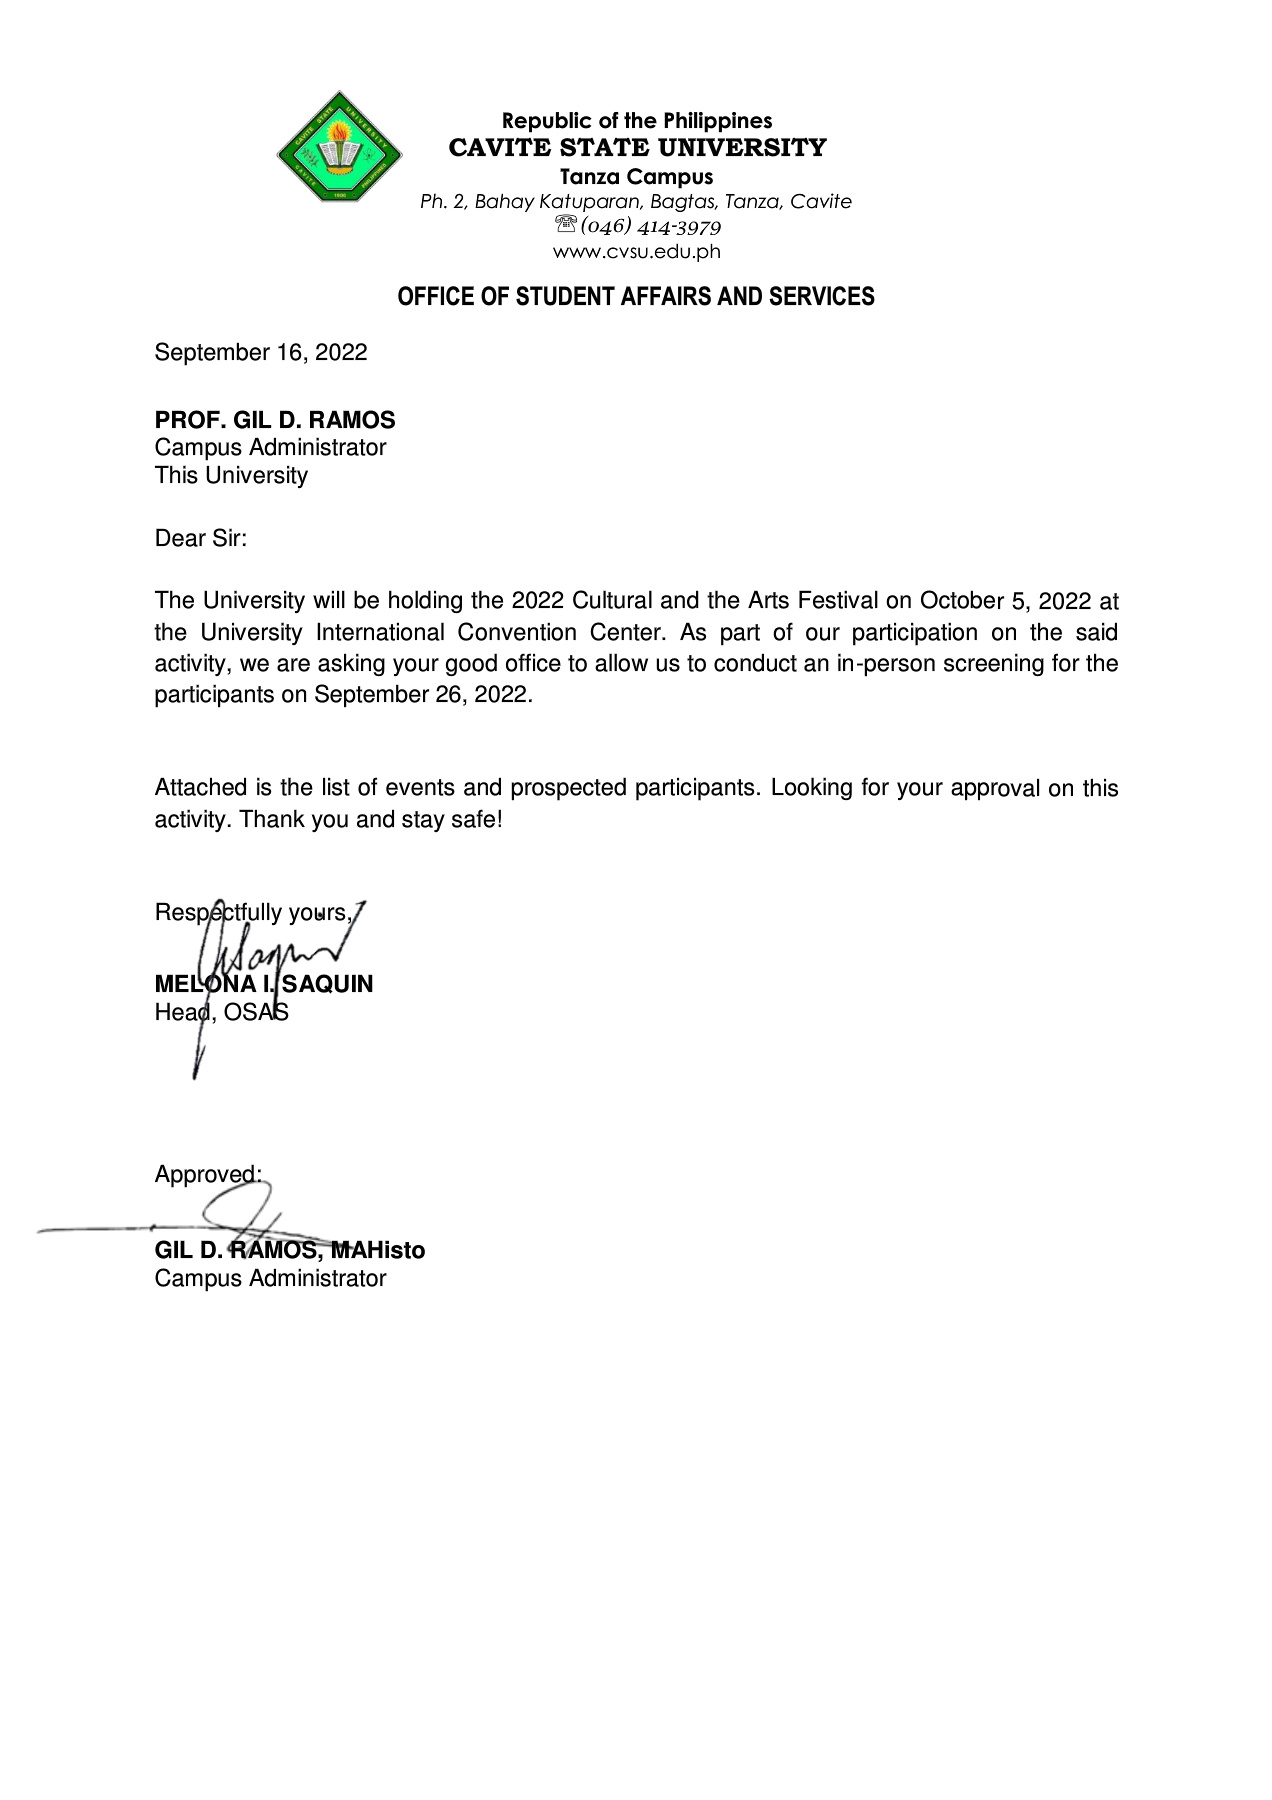 CAVITE STATE UNIVERSITY
CAVITE PHILIPPINES
1906
Republic of the Philippines
CAVITE STATE UNIVERSITY
Tanza Campus
Ph. 2, Bahay Katuparan, Bagtas, Tanza, Cavite
(046) 414-3979
www.cvsu.edu.ph
OFFICE OF STUDENT AFFAIRS AND SERVICES
September 16, 2022
PROF. GIL D. RAMOS
Campus Administrator
This University
Dear Sir:
The University will be holding the 2022 Cultural and the Arts Festival on October 5, 2022 at
the University International Convention Center. As part of our participation on the said
activity, we are asking your good office to allow us to conduct an in-person screening for the
participants on September 26, 2022.
Attached is the list of events and prospected participants. Looking for your approval on this
activity. Thank you and stay safe!
Respectfully yours,
MELONA I. SAQUIN
Head, OSAS
Approved:
GIL D. RAMOS, MAHisto
Campus Administrator